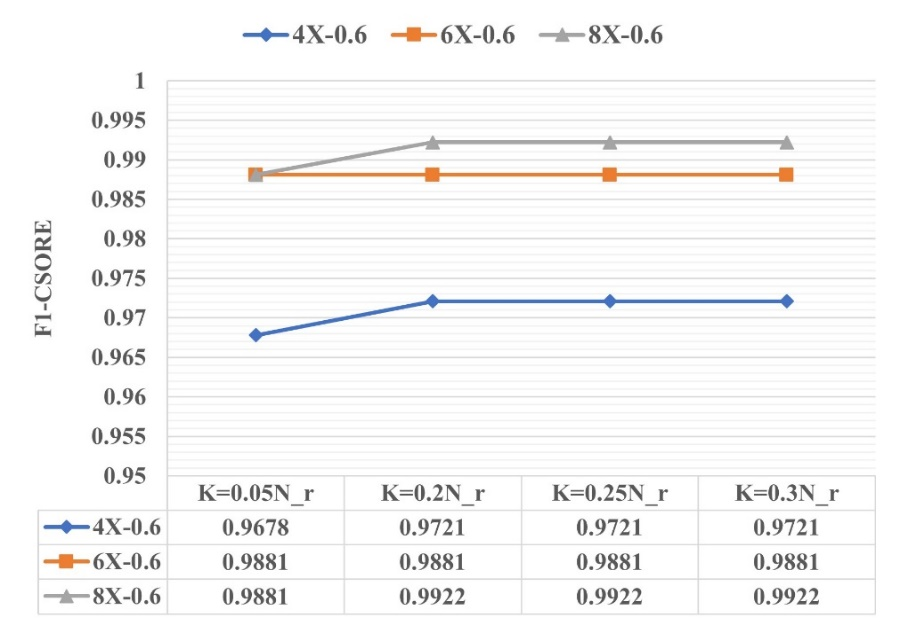 4X-0.6 6X-0.6 8X-0.6
1
0.995
0.99
0.985
0.98
0.975
0.97
0.965
0.96
0.955
0.95
F1-CSORE
K=0.05N_r K=0.2N_r K=0.25N_r K=0.3N_r
4X-0.6 0.9678 0.9721 0.9721 0.9721
6X-0.6 0.9881 0.9881 0.9881 0.9881
8X-0.6 0.9881 0.9922 0.9922 0.9922